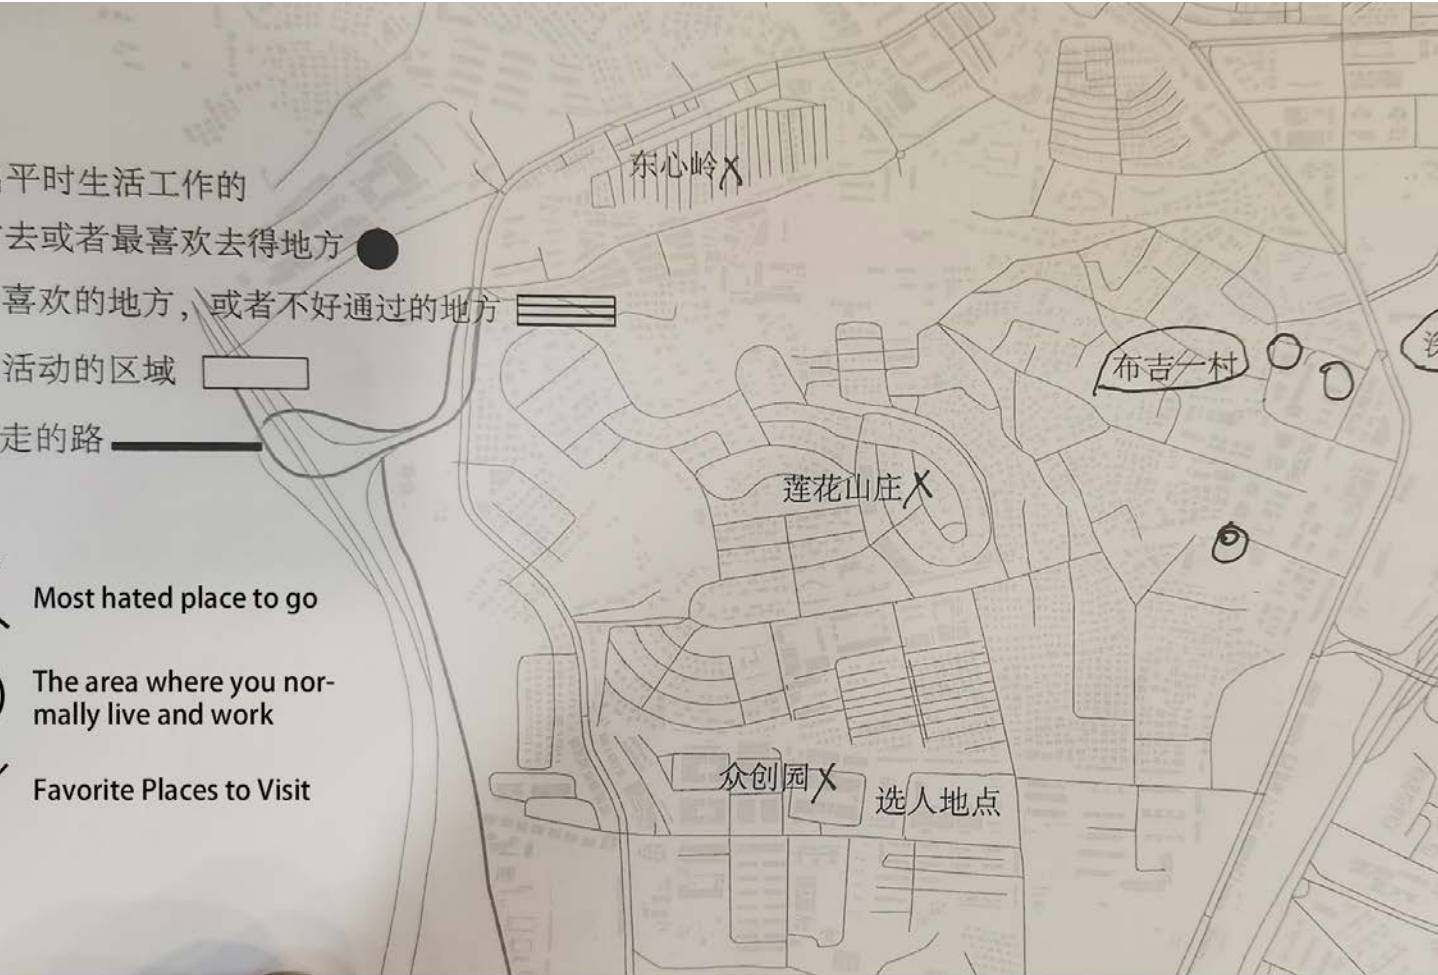 平时生活工作的
去或者最喜欢去得地方
喜欢的地方，或者不好通过的地方
活动的区域
走的路
Most hated place to go
The area where you nor-
mally live and work
Favorite Places to Visit
东心岭
布吉一村
莲花山庄
众创园
选人地点